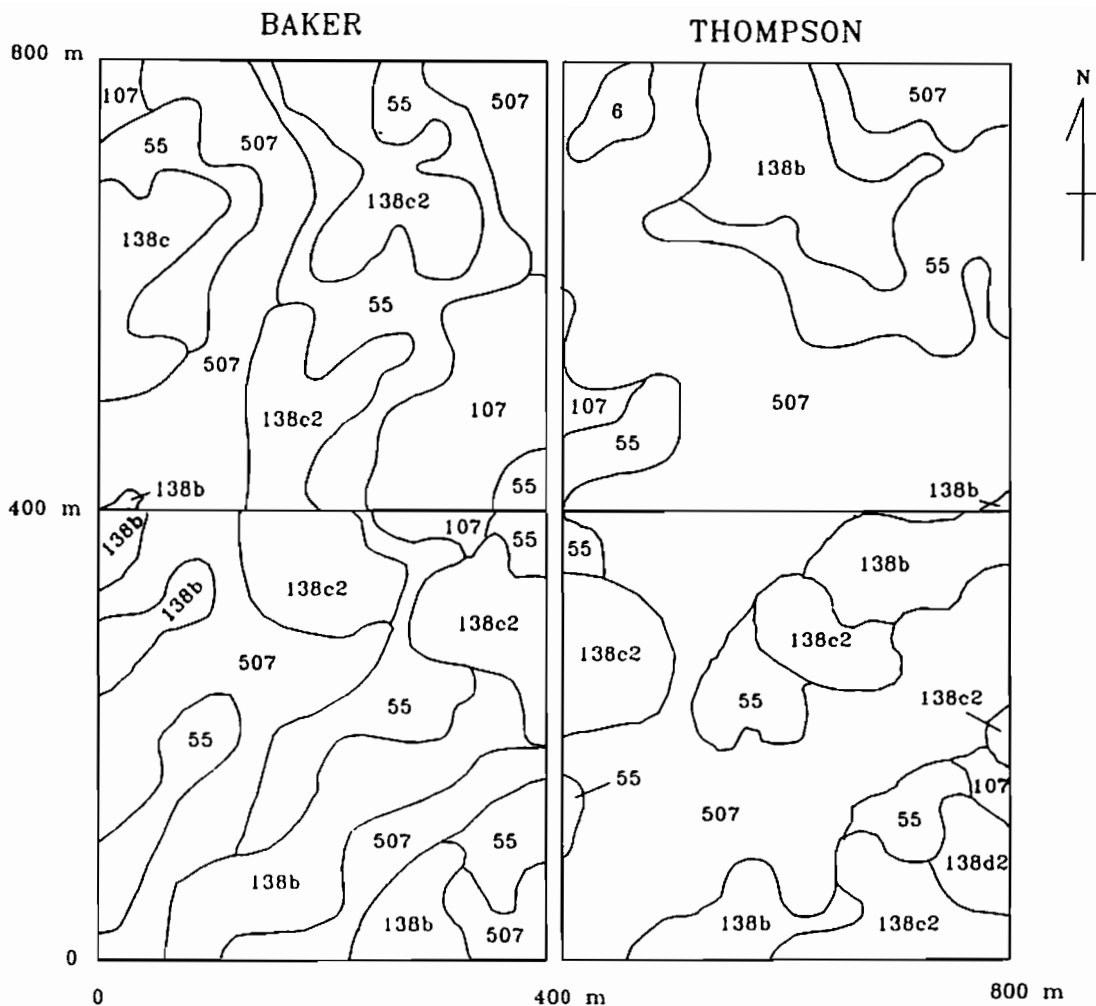 BAKER THOMPSON
800 m
N
107 55 507
6 507
55 507
138b
138c2
138c
55
55
507
107 107 507
138c2 55
55
138b 138b
400 m
138b 107 55 55
138b
138c2
138b
138c2
138c2 138c2
507
55 55 138c2
55
55 107
507 55 507
55
138b 138d2
138b 138b 138c2
507
0
0 400 m 800 m